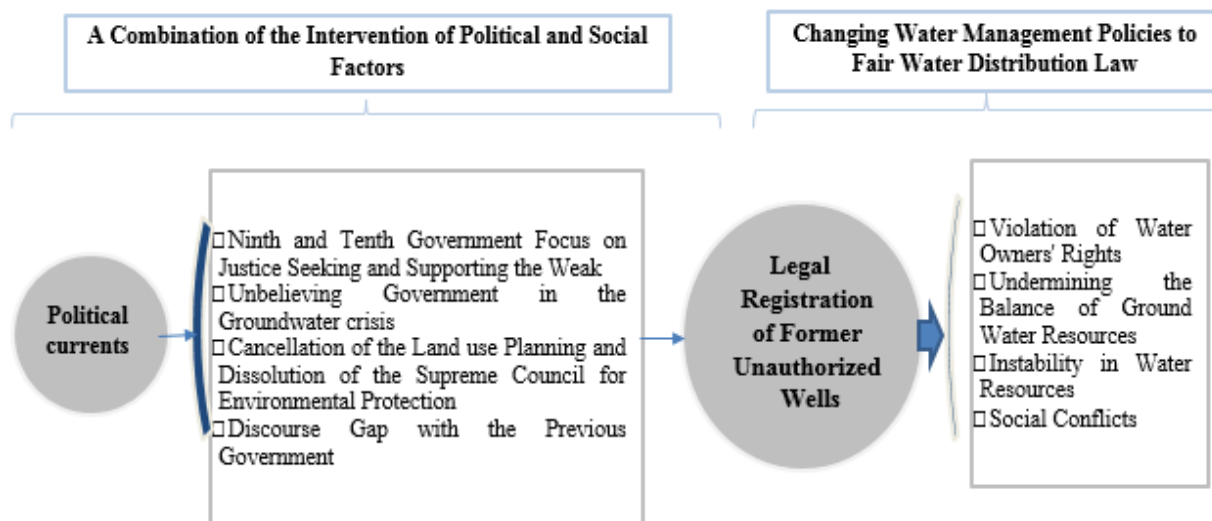 A Combination of the Intervention of Political and Social
Factors
Changing Water Management Policies to
Fair Water Distribution Law
Political
currents
□Ninth and Tenth Government Focus on
Justice Seeking and Supporting the Weak
□Unbelieving Government in the
Groundwater crisis
□Cancellation of the Land use Planning and
Dissolution of the Supreme Council for
Environmental Protection
□Discourse Gap with the Previous
Government
Legal
Registration
of Former
Unauthorized
Wells
□Violation of Water
Owners' Rights
□Undermining the
Balance of Ground
Water Resources
□Instability in Water
Resources
□Social Conflicts